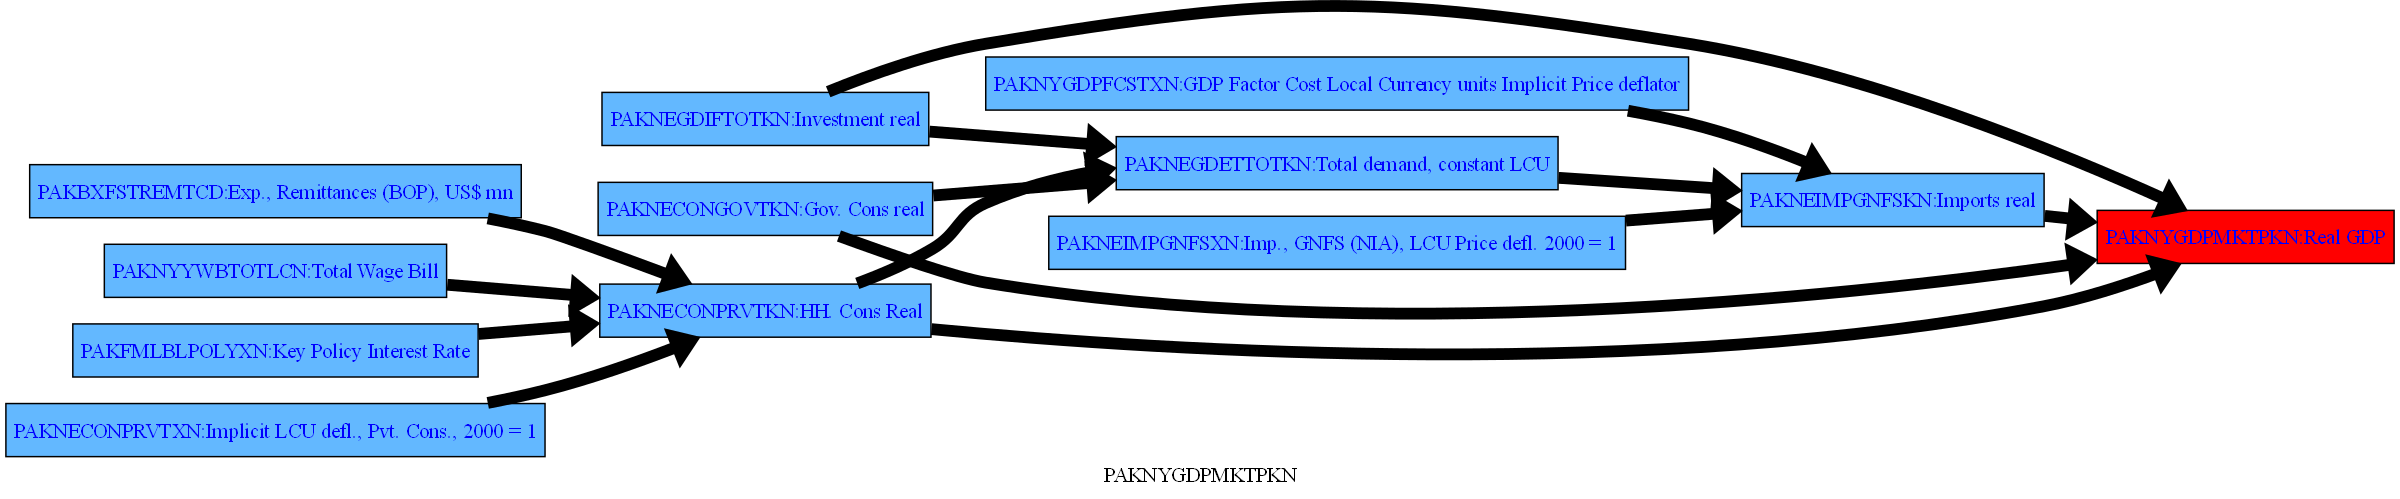 PAKNYGDPFCSTXN:GDP Factor Cost Local Currency units Implicit Price deflator
PAKNEGDIFTOTKN:Investment real
PAKNEGDETTOTKN:Total demand, constant LCU
PAKBXFSTREMTCD:Exp., Remittances (BOP), US$ mn
PAKNECONGOVTKN:Gov. Cons real
PAKNEIMPGNFSKN:Imports real
PAKNYGDPMKTPKN:Real GDP
PAKNEIMPGNFSXN:Imp., GNFS (NIA), LCU Price defl. 2000 = 1
PAKNYYWBTOTLCN:Total Wage Bill
PAKNECONPRVTKN:HH. Cons Real
PAKFMLBLPOLYXN:Key Policy Interest Rate
PAKNECONPRVTXN:Implicit LCU defl., Pvt. Cons., 2000 = 1
PAKNYGDPMKTPKN